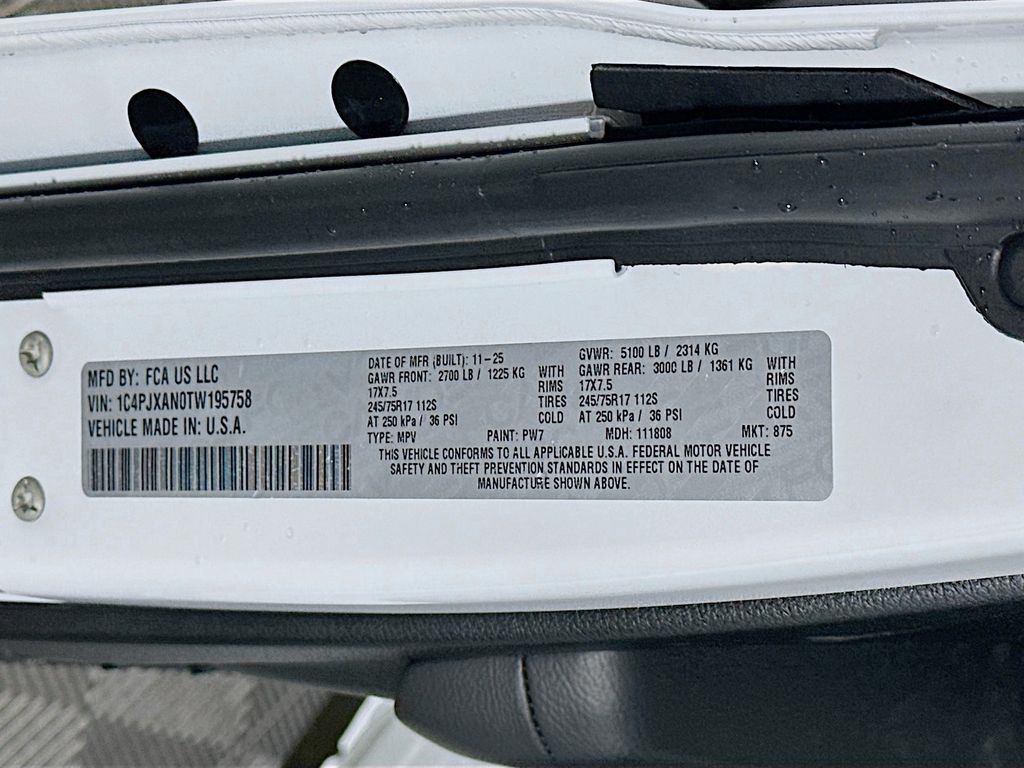 MFD BY: FCA US LLC
VIN: 1C4PJXAN0TW195758
VEHICLE MADE IN: U.S.A.
DATE OF MFR (BUILT): 11-25
GAWR FRONT: 2700 LB / 1225 KG WITH
17X7.5 RIMS
245/75R17 112S TIRES
AT 250 kPa / 36 PSI COLD
GVWR: 5100 LB / 2314 KG
GAWR REAR: 3000 LB / 1361 KG WITH
17X7.5 RIMS
245/75R17 112S TIRES
AT 250 kPa / 36 PSI COLD
TYPE: MPV PAINT: PW7 MDH: 111808 MKT: 875
THIS VEHICLE CONFORMS TO ALL APPLICABLE U.S.A. FEDERAL MOTOR VEHICLE
SAFETY AND THEFT PREVENTION STANDARDS IN EFFECT ON THE DATE OF
MANUFACTURE SHOWN ABOVE.